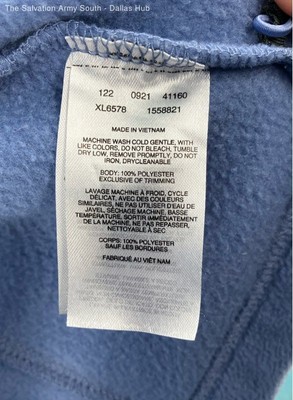 The Salvation Army South - Dallas Hub
122 0921 41160
XL6578 1558821
MADE IN VIETNAM
MACHINE WASH COLD GENTLE, WITH
LIKE COLORS, DO NOT BLEACH, TUMBLE
DRY LOW, REMOVE PROMPTLY, DO NOT
IRON, DRYCLEANABLE
BODY: 100% POLYESTER
EXCLUSIVE OF TRIMMING
LAVAGE MACHINE À FROID, CYCLE
DÉLICAT, AVEC DES COULEURS
SIMILAIRES, NE PAS UTILISER D'EAU DE
JAVEL, SÉCHAGE MACHINE, BASSE
TEMPÉRATURE, SORTIR IMMÉDIATEMENT
DE LA MACHINE, NE PAS REPASSER,
NETTOYABLE À SEC
CORPS: 100% POLYESTER
SAUF LES BORDURES
FABRIQUÉ AU VIÊT NAM